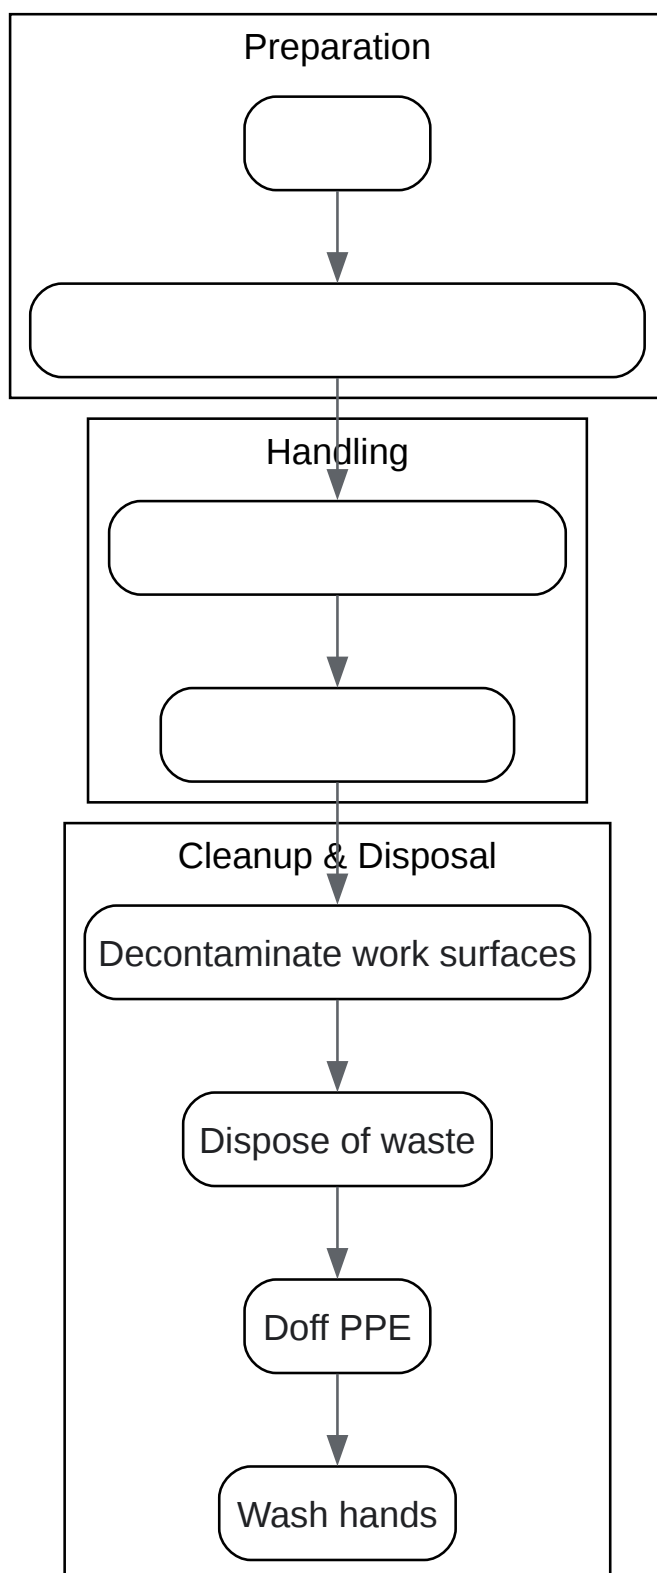 Preparation
Handling
Cleanup & Disposal
Decontaminate work surfaces
Dispose of waste
Doff PPE
Wash hands